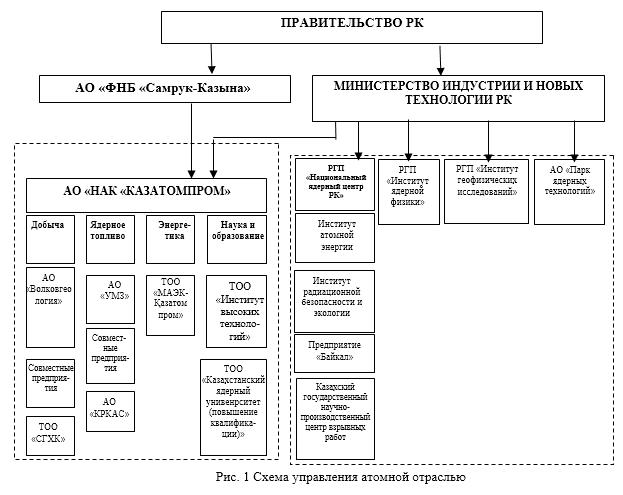 ПРАВИТЕЛЬСТВО РК
АО «ФНБ «Самрук-Казына»
МИНИСТЕРСТВО ИНДУСТРИИ И НОВЫХ
ТЕХНОЛОГИИ РК
АО «НАК «КАЗАТОМПРОМ»
Добыча
Ядерное
топливо
Энерге-
тика
Наука и
образование
АО
«Волковгео
логия»
Совместные
предприя-
тия
ТОО
«СГХК»
АО
«УМЗ»
Совмест-
ные
предприя-
тия
АО
«КРКАС»
ТОО
«МАЭК-
Казатом
пром»
ТОО
«Институт
высоких
техноло-
гий»
ТОО
«Казахстанский
ядерный
универнситет
(повышение
квалифика-
ции)»
РГП
«Национальный
ядерный центр
РК»
Институт
атомной
энергии
Институт
радиационной
безопасности и
экологии
Предприятие
«Байкал»
Казахский
государственный
научно-
производственный
центр взрывных
работ
РГП
«Институт
ядерной
физики»
РГП «Институт
геофизических
исследований»
АО «Парк
ядерных
технологий»
Рис. 1 Схема управления атомной отраслью